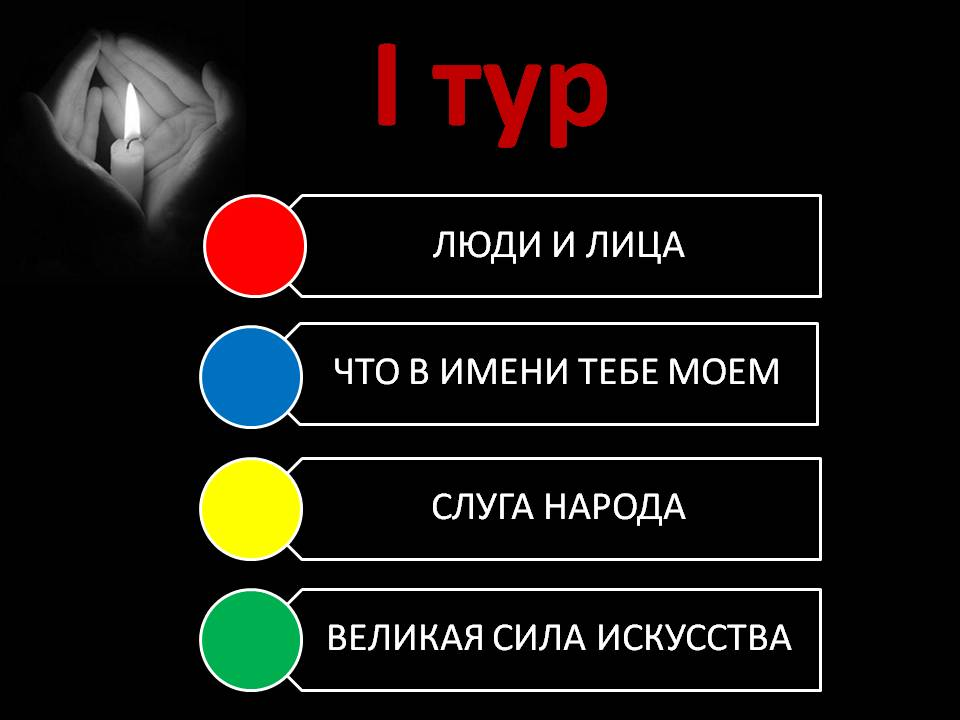 I тур
ЛЮДИ И ЛИЦА
ЧТО В ИМЕНИ ТЕБЕ МОЕМ
СЛУГА НАРОДА
ВЕЛИКАЯ СИЛА ИСКУССТВА